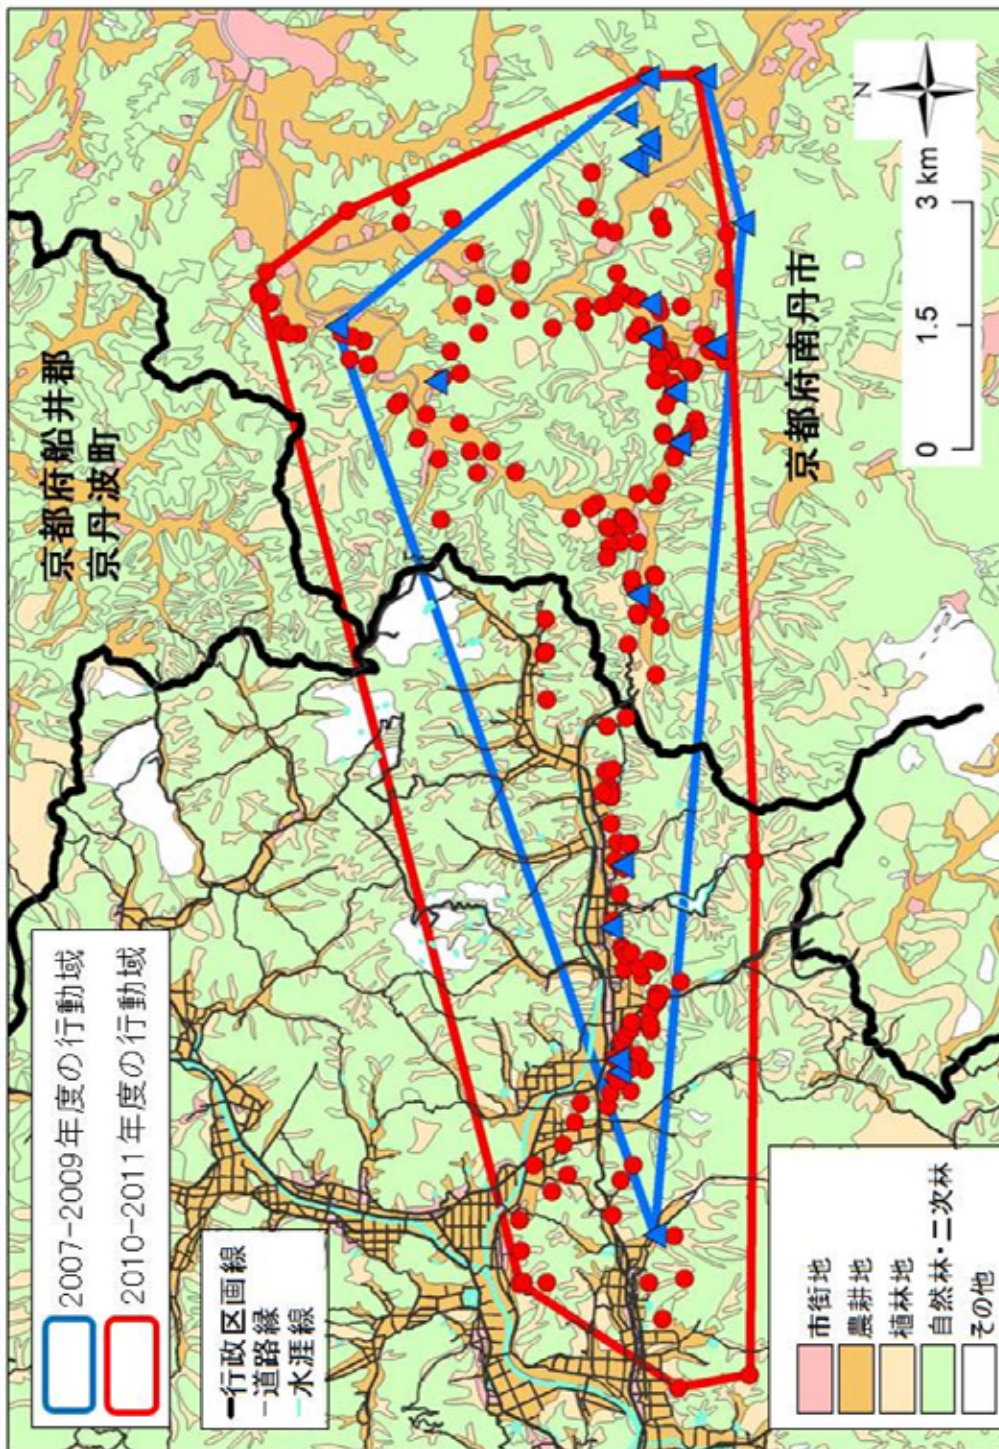 2007-2009年度の行動域
2010-2011年度の行動域
行政区画線
道路縁
水涯線
京都府船井郡
京丹波町
京都府南丹市
N
0 1.5 3 km
市街地
農耕地
植林地
自然林・二次林
その他